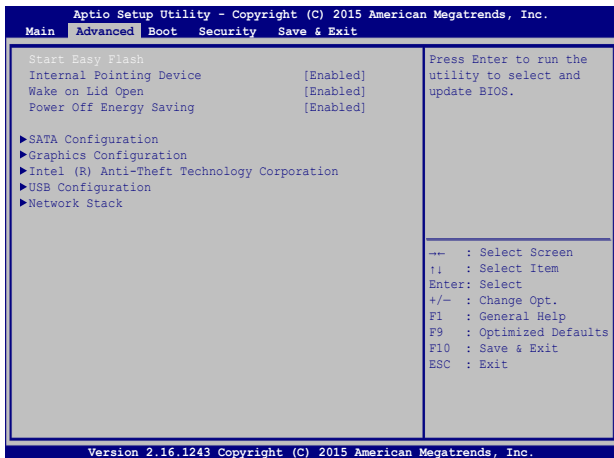 Aptio Setup Utility - Copyright (C) 2015 American Megatrends, Inc.
Main Advanced Boot Security Save & Exit
Start Easy Flash
Internal Pointing Device [Enabled]
Wake on Lid Open [Enabled]
Power Off Energy Saving [Enabled]
▶SATA Configuration
▶Graphics Configuration
▶Intel (R) Anti-Theft Technology Corporation
▶USB Configuration
▶Network Stack
Press Enter to run the
utility to select and
update BIOS.
→← : Select Screen
↑↓ : Select Item
Enter: Select
+/— : Change Opt.
F1 : General Help
F9 : Optimized Defaults
F10 : Save & Exit
ESC : Exit
Version 2.16.1243 Copyright (C) 2015 American Megatrends, Inc.